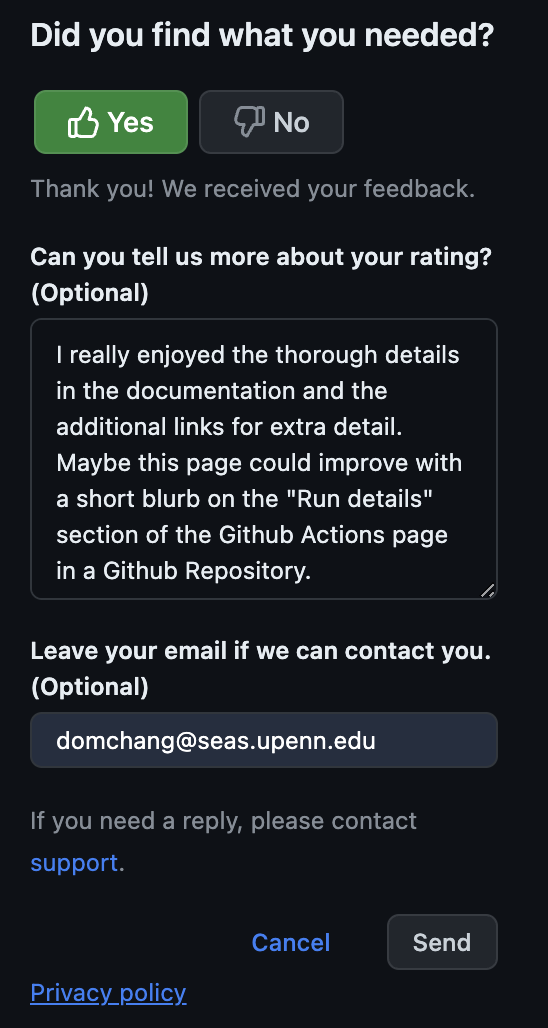 Did you find what you needed?
Yes
No
Thank you! We received your feedback.
Can you tell us more about your rating?
(Optional)
I really enjoyed the thorough details
in the documentation and the
additional links for extra detail.
Maybe this page could improve with
a short blurb on the "Run details"
section of the Github Actions page
in a Github Repository.
Leave your email if we can contact you.
(Optional)
domchang@seas.upenn.edu
If you need a reply, please contact
support.
Cancel
Send
Privacy policy